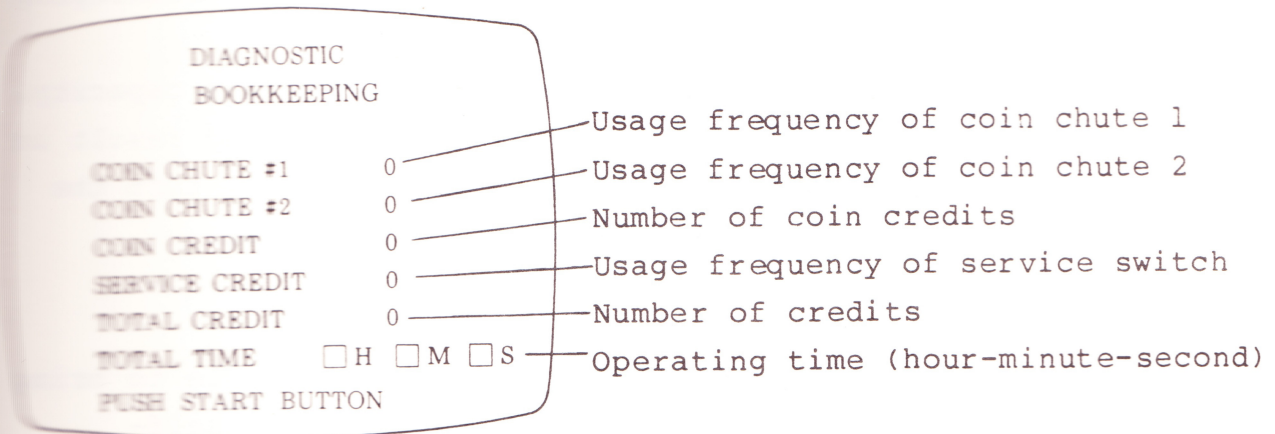 DIAGNOSTIC
BOOKKEEPING
COIN CHUTE #1 0 Usage frequency of coin chute 1
COIN CHUTE #2 0 Usage frequency of coin chute 2
COIN CREDIT 0 Number of coin credits
SERVICE CREDIT 0 Usage frequency of service switch
TOTAL CREDIT 0 Number of credits
TOTAL TIME □H □M □S Operating time (hour-minute-second)
PUSH START BUTTON